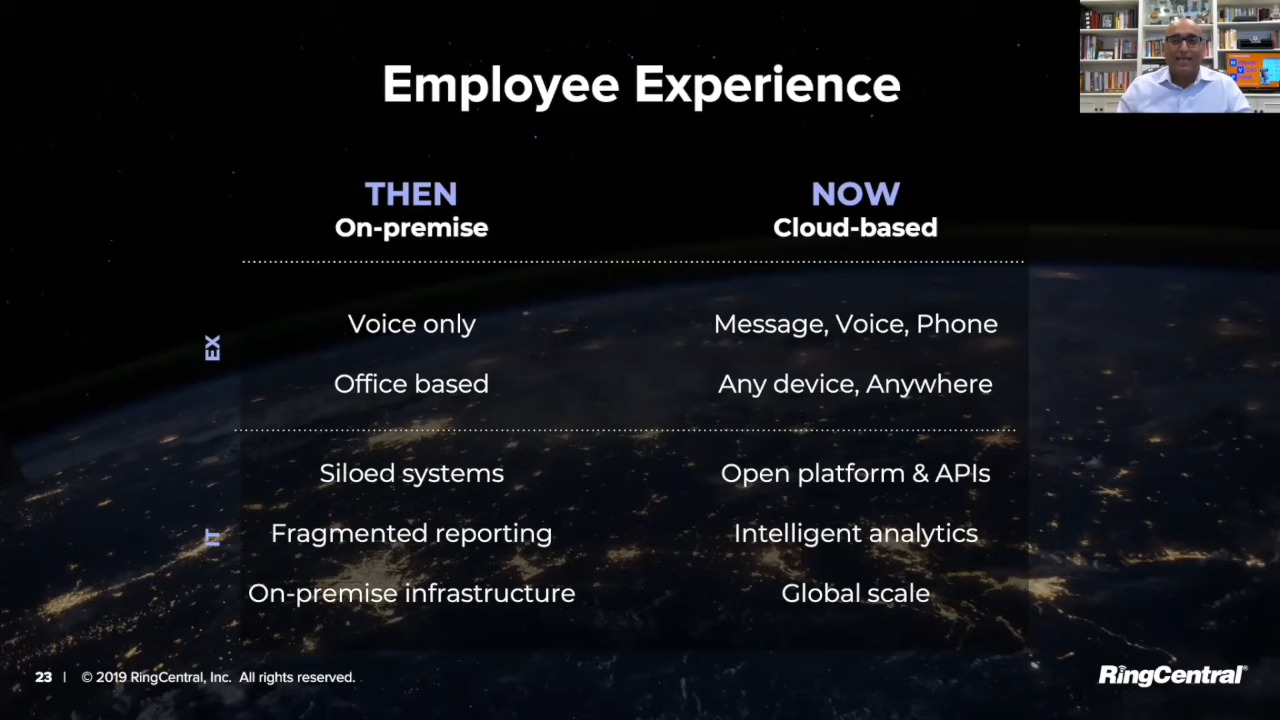 Employee Experience
THEN
On-premise
NOW
Cloud-based
EX
Voice only
Message, Voice, Phone
Office based
Any device, Anywhere
IT
Siloed systems
Open platform & APIs
Fragmented reporting
Intelligent analytics
On-premise infrastructure
Global scale
23 | © 2019 RingCentral, Inc. All rights reserved.
RingCentral®